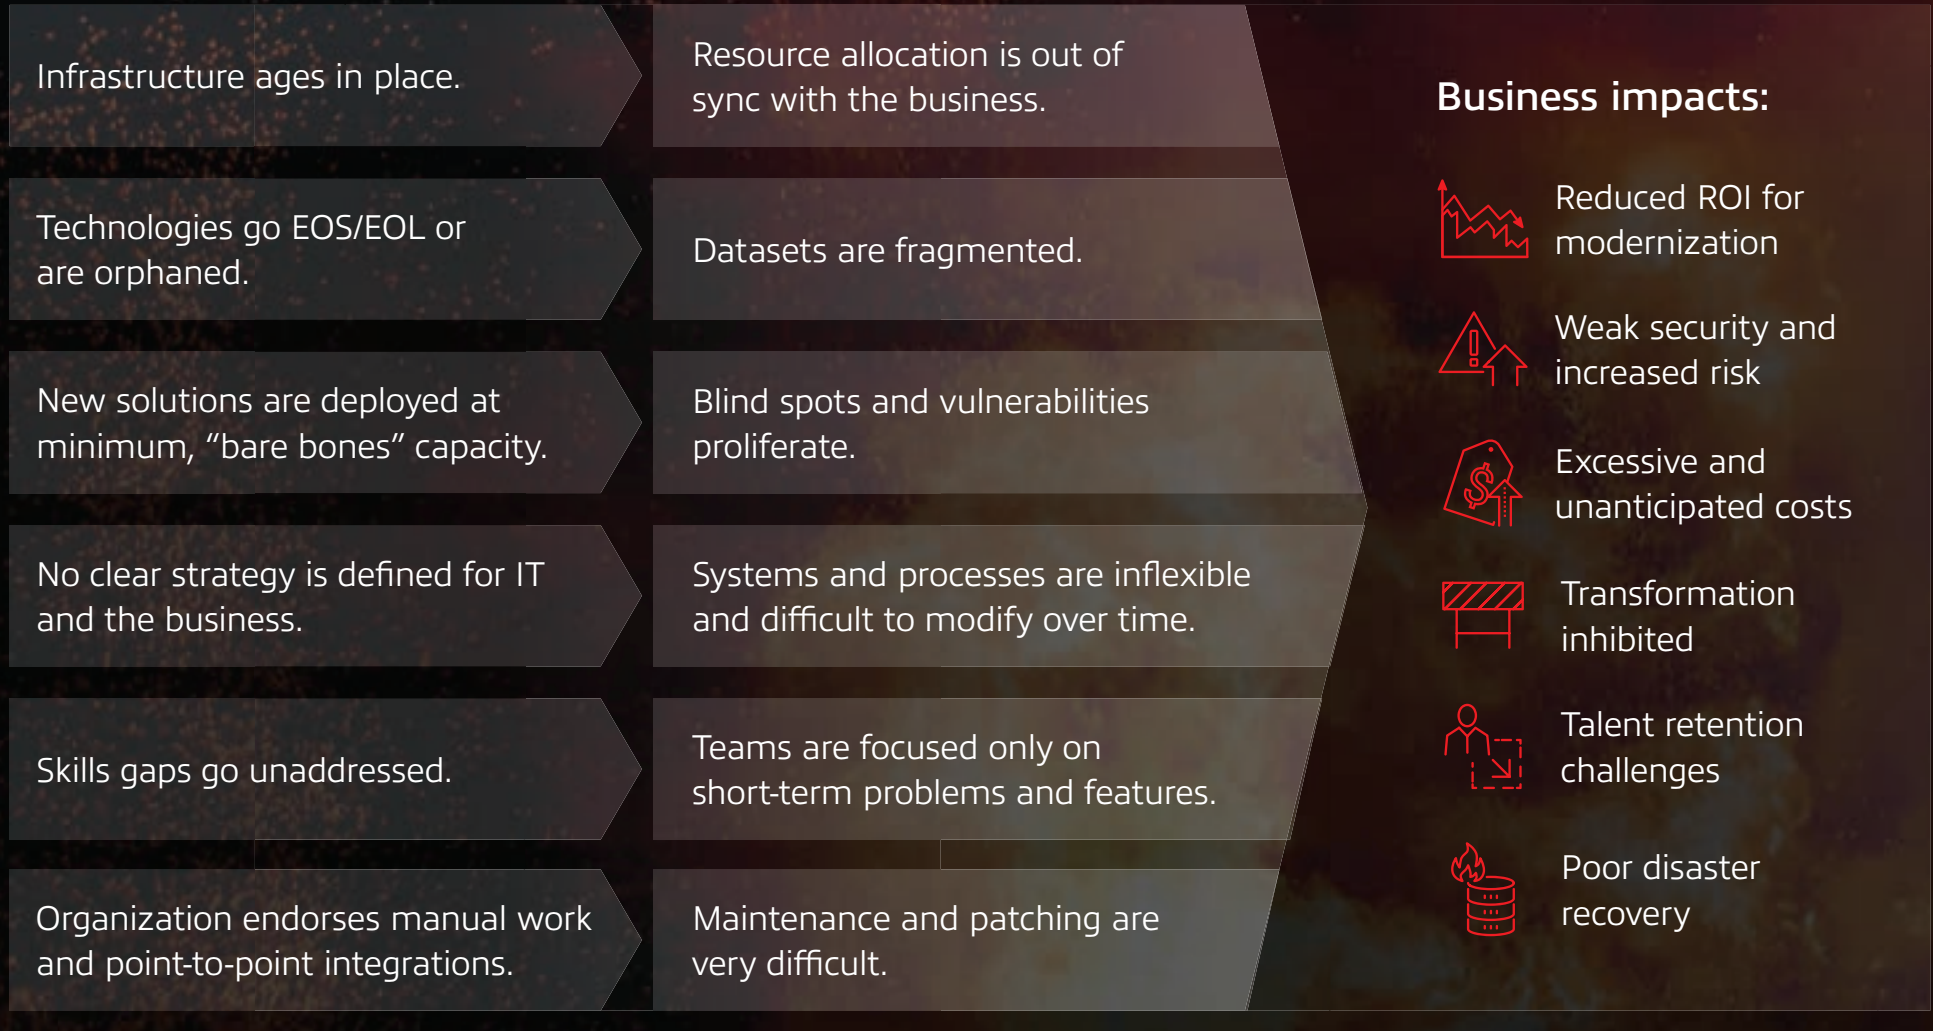 Infrastructure ages in place.
Resource allocation is out of
sync with the business.
Technologies go EOS/EOL or
are orphaned.
Datasets are fragmented.
New solutions are deployed at
minimum, “bare bones” capacity.
Blind spots and vulnerabilities
proliferate.
No clear strategy is defined for IT
and the business.
Systems and processes are inflexible
and difficult to modify over time.
Skills gaps go unaddressed.
Teams are focused only on
short-term problems and features.
Organization endorses manual work
and point-to-point integrations.
Maintenance and patching are
very difficult.
Business impacts:
Reduced ROI for
modernization
Weak security and
increased risk
$
Excessive and
unanticipated costs
Transformation
inhibited
Talent retention
challenges
Poor disaster
recovery